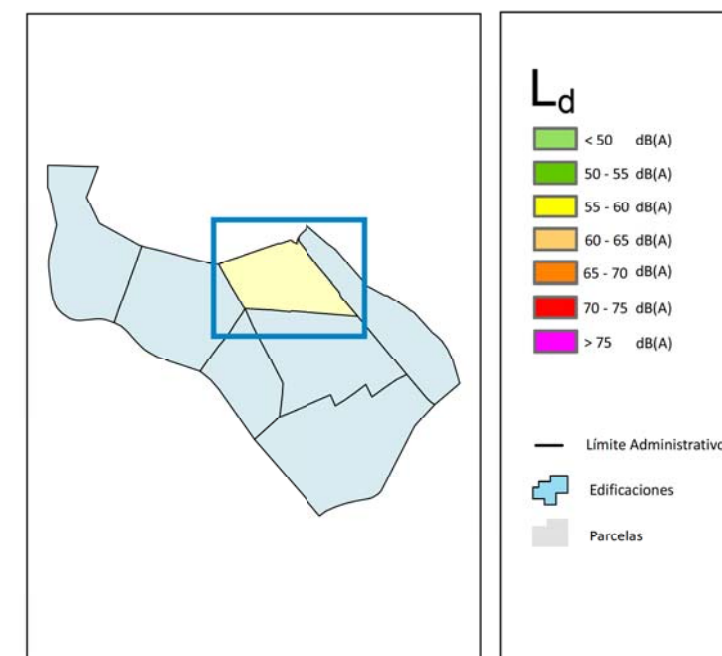 Ld
< 50 dB(A)
50 - 55 dB(A)
55 - 60 dB(A)
60 - 65 dB(A)
65 - 70 dB(A)
70 - 75 dB(A)
> 75 dB(A)
Límite Administrativo
Edificaciones
Parcelas